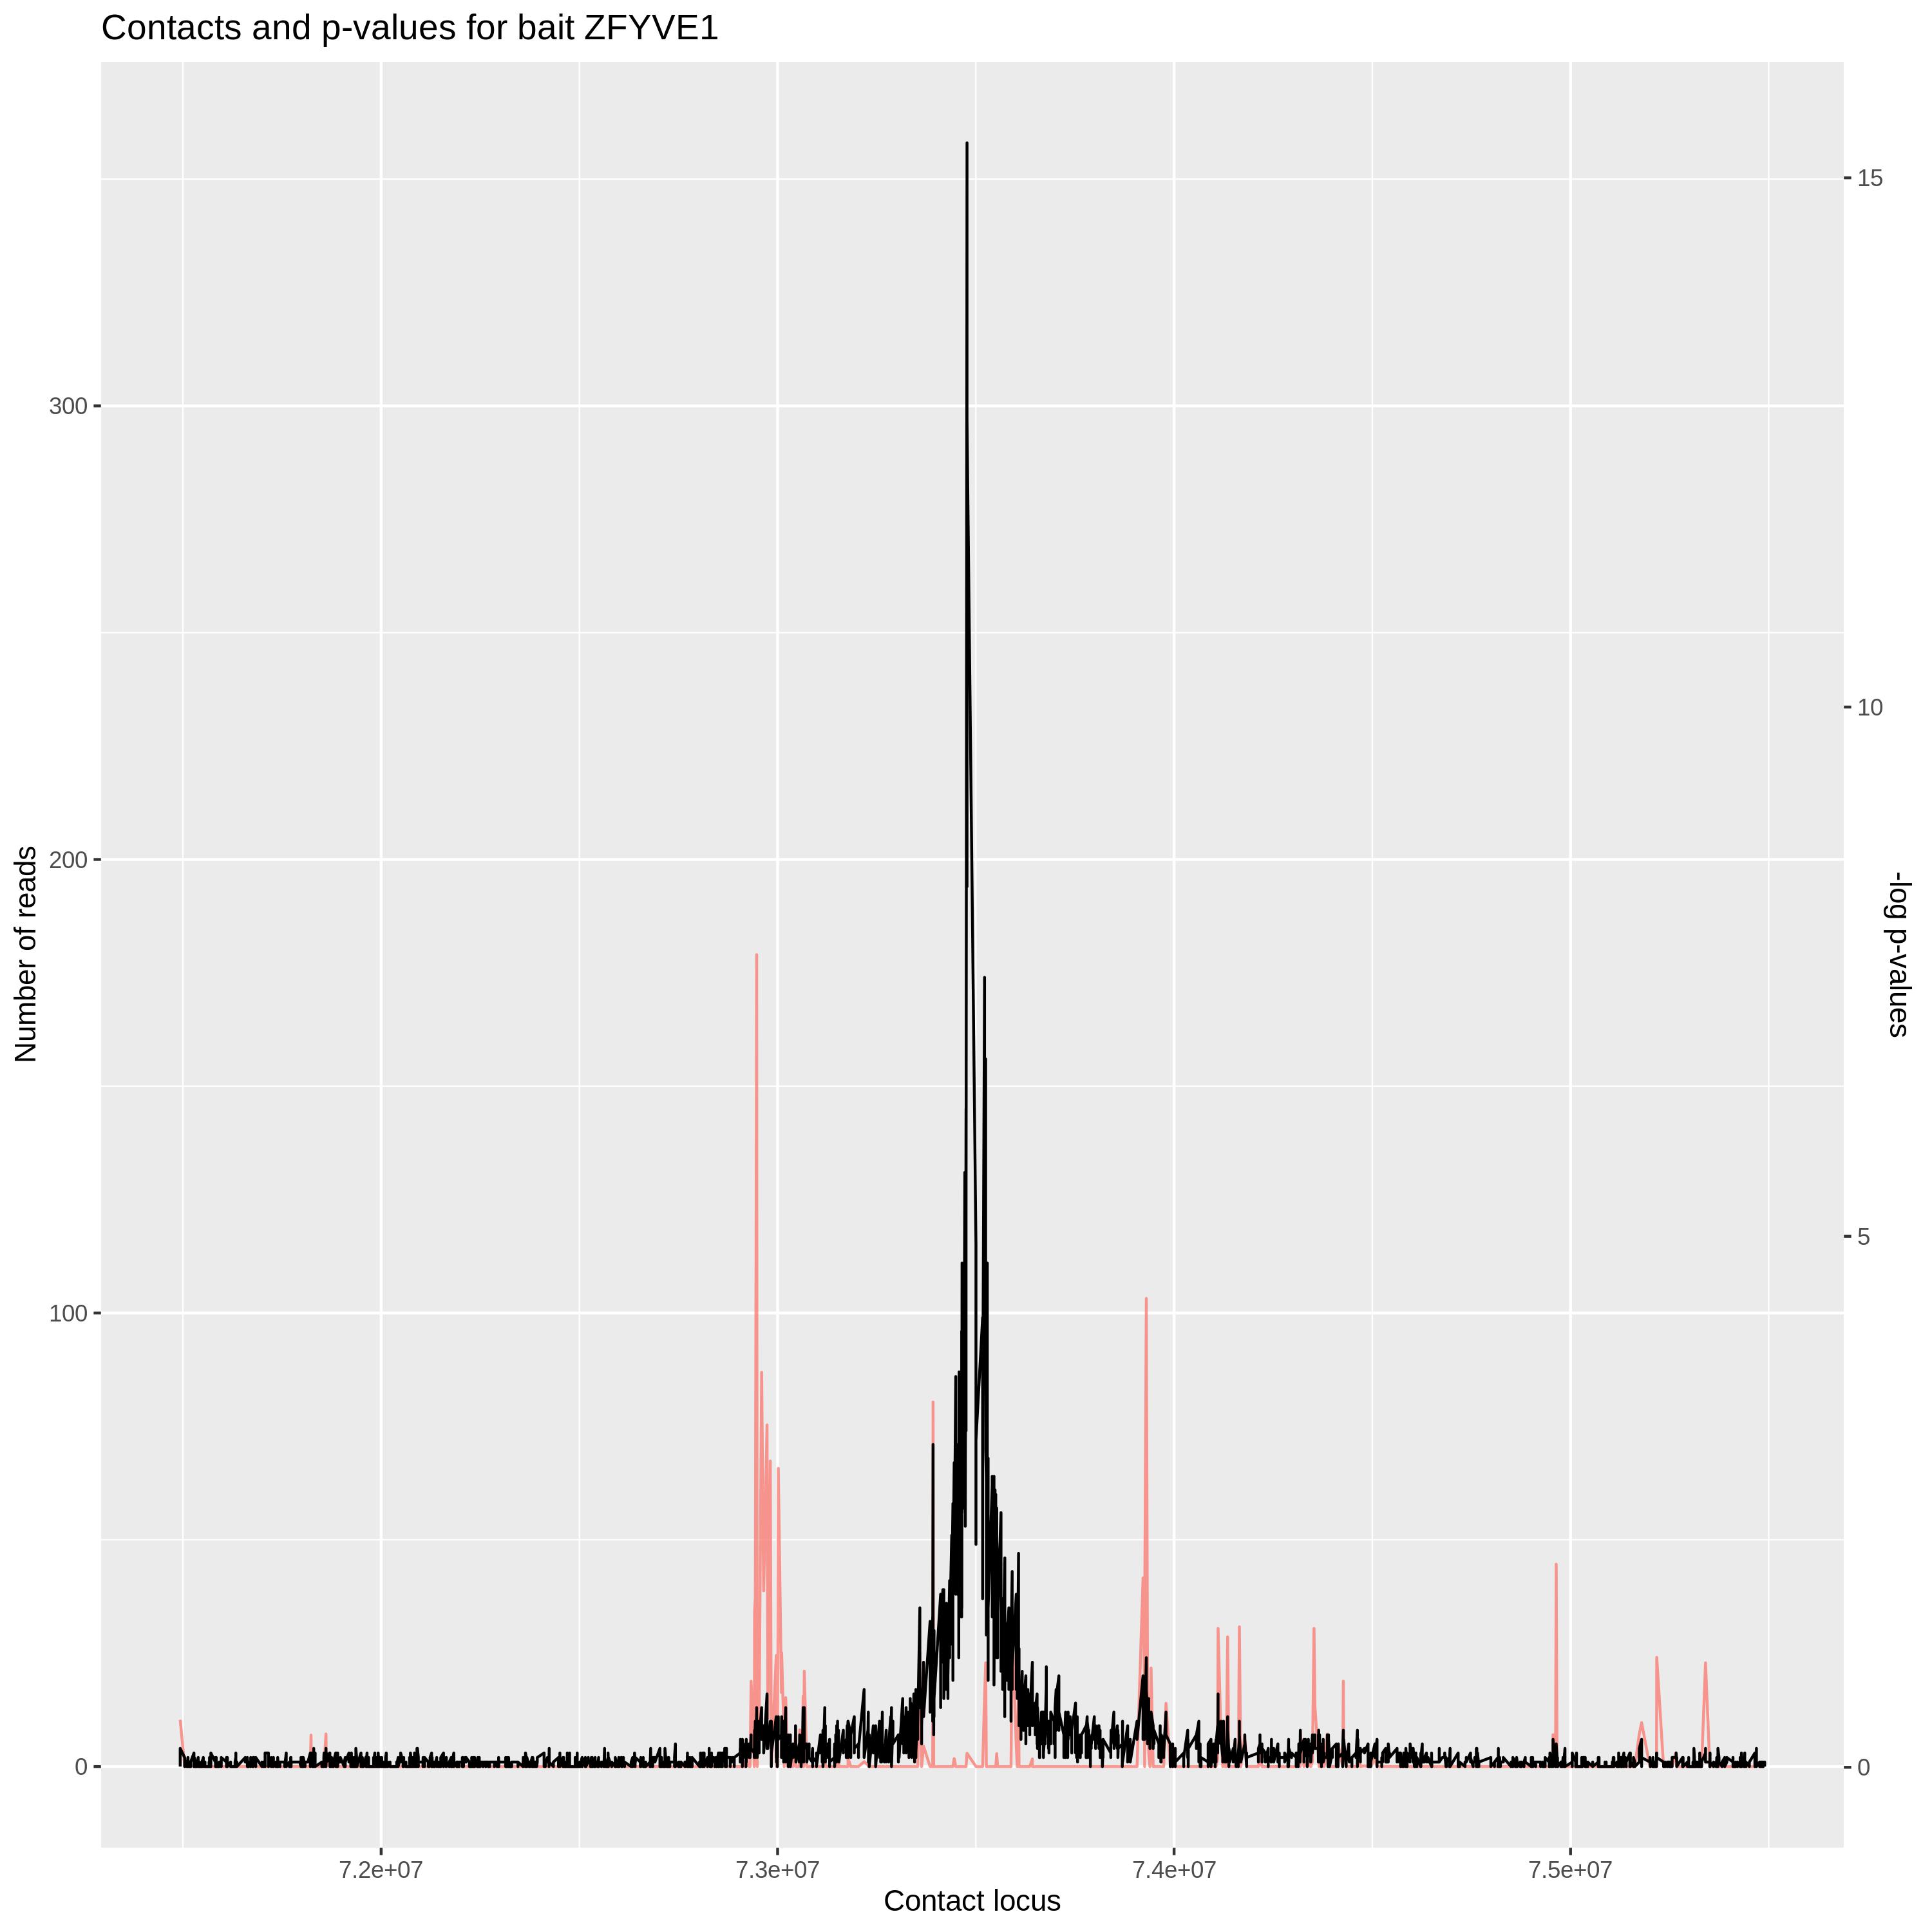 Contacts and p-values for bait ZFYVE1
Number of reads
300
200
100
0
15
10
5
0
-log p-values
7.2e+07 7.3e+07 7.4e+07 7.5e+07
Contact locus